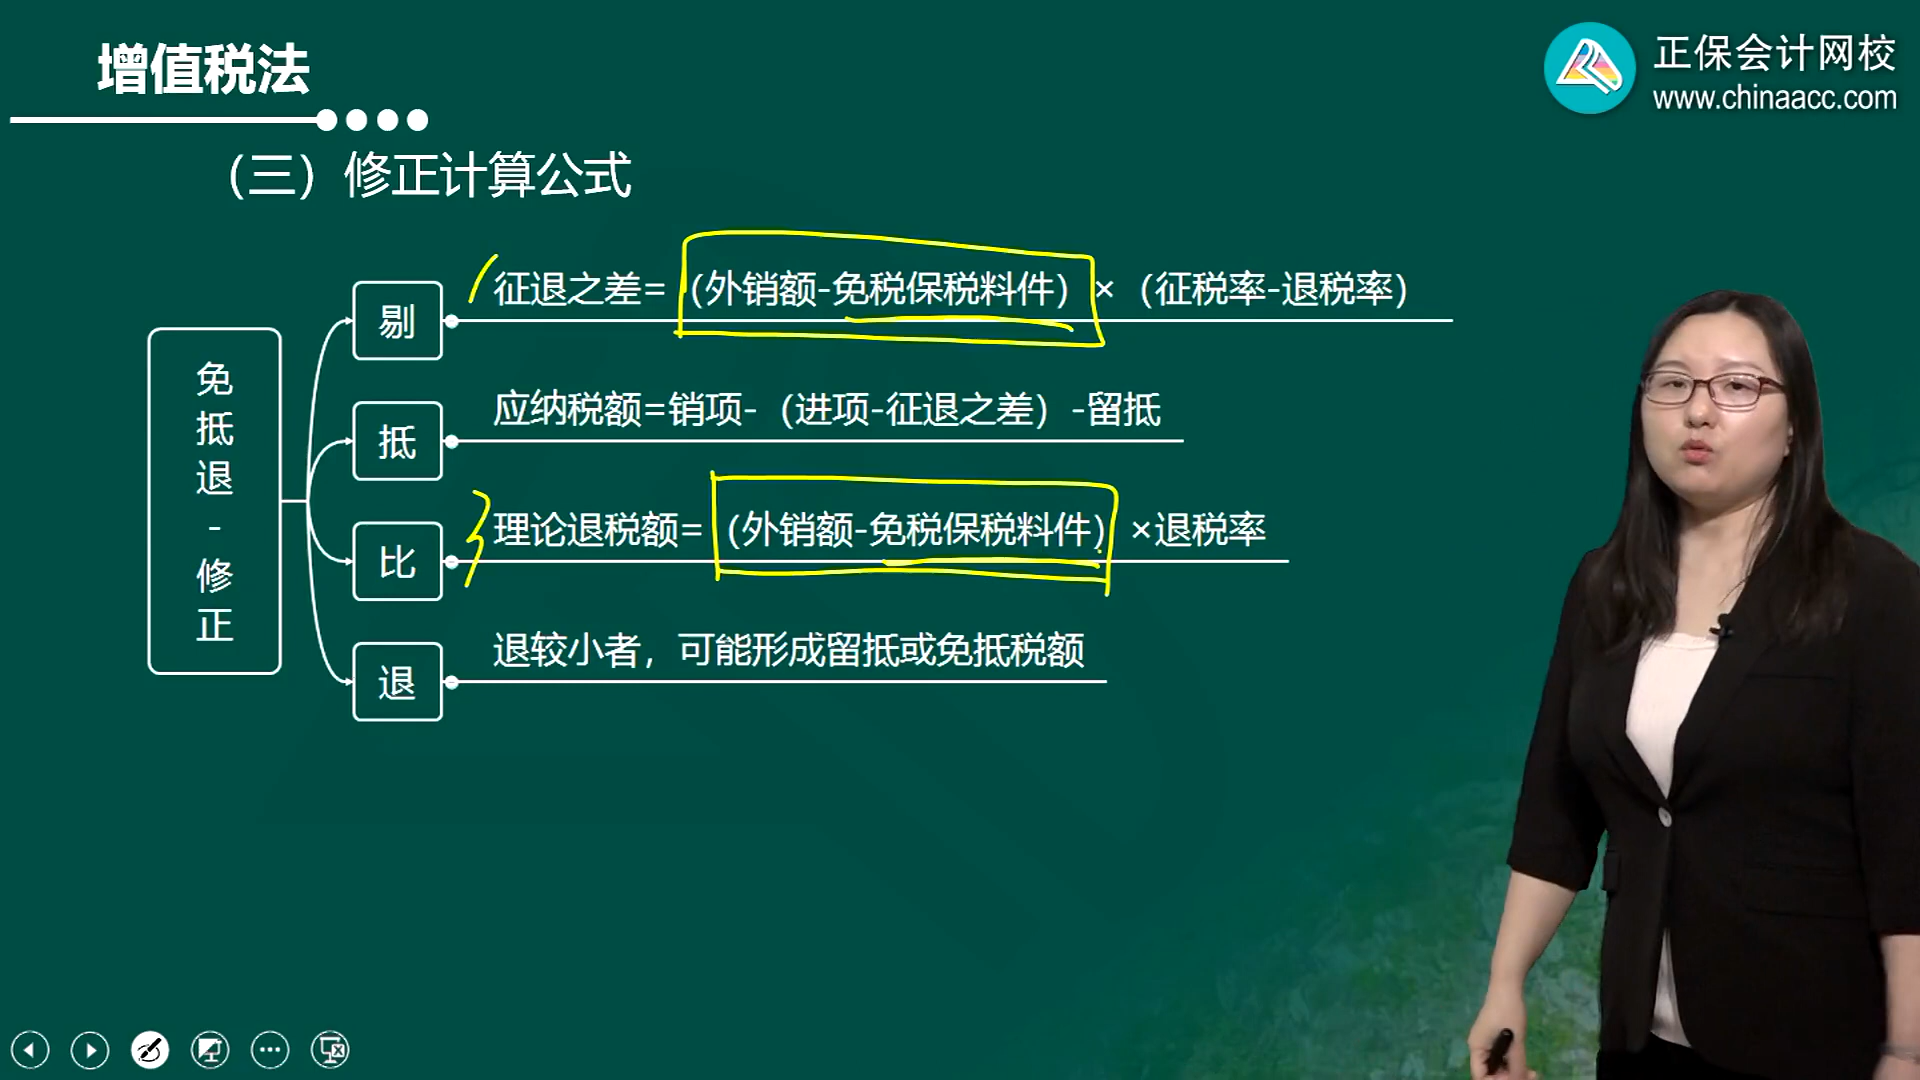 增值税法
正保会计网校
www.chinaacc.com
（三）修正计算公式
免抵退-修正
剔
征退之差=（外销额-免税保税料件）×（征税率-退税率）
抵
应纳税额=销项-（进项-征退之差）-留抵
比
理论退税额=（外销额-免税保税料件）×退税率
退
退较小者，可能形成留抵或免抵税额